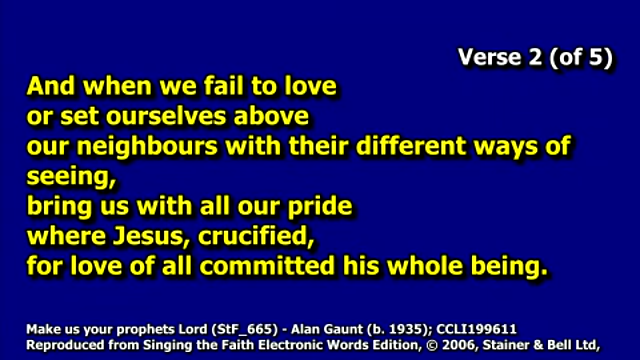 Verse 2 (of 5)
And when we fail to love
or set ourselves above
our neighbours with their different ways of
seeing,
bring us with all our pride
where Jesus, crucified,
for love of all committed his whole being.
Make us your prophets Lord (StF_665) - Alan Gaunt (b. 1935); CCLI199611
Reproduced from Singing the Faith Electronic Words Edition, © 2006, Stainer & Bell Ltd,